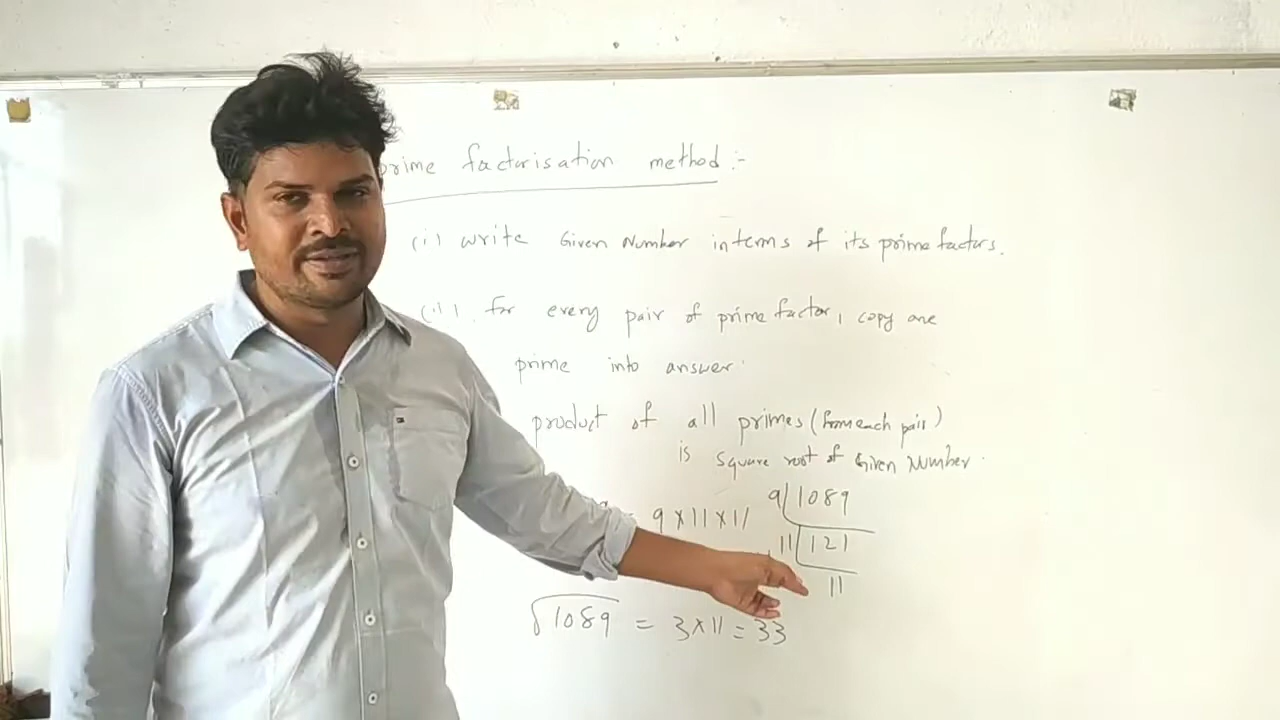 prime factorisation method :-
(i) write Given Number interms of its prime factors.
(ii) for every pair of prime factor, copy one
prime into answer.
product of all primes (from each pair)
is square root of Given Number.
9 | 1089
= 9 × 11 × 11
11 | 121
11
√1089 = 3×11 = 33